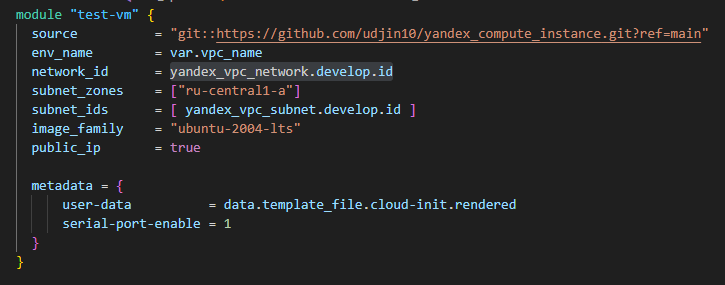 module "test-vm" {
  source          = "git::https://github.com/udjin10/yandex_compute_instance.git?ref=main"
  env_name        = var.vpc_name
  network_id      = yandex_vpc_network.develop.id
  subnet_zones    = ["ru-central1-a"]
  subnet_ids      = [ yandex_vpc_subnet.develop.id ]
  image_family    = "ubuntu-2004-lts"
  public_ip       = true
  metadata = {
      user-data          = data.template_file.cloud-init.rendered
      serial-port-enable = 1
  }
}